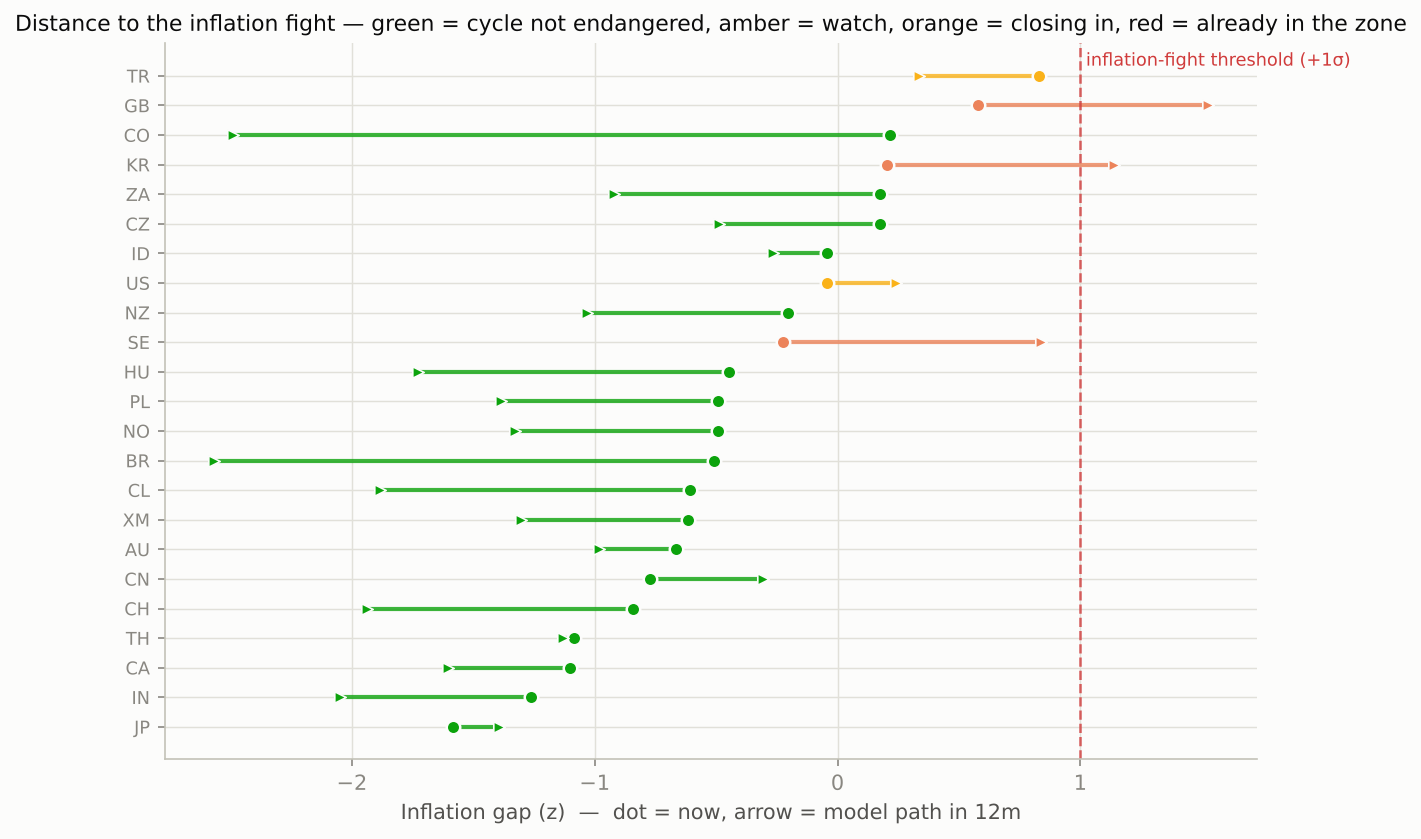 Distance to the inflation fight — green = cycle not endangered, amber = watch, orange = closing in, red = already in the zone
inflation-fight threshold (+1σ)
TR
GB
CO
KR
ZA
CZ
ID
US
NZ
SE
HU
PL
NO
BR
CL
XM
AU
CN
CH
TH
CA
IN
JP
−2 −1 0 1
Inflation gap (z) — dot = now, arrow = model path in 12m